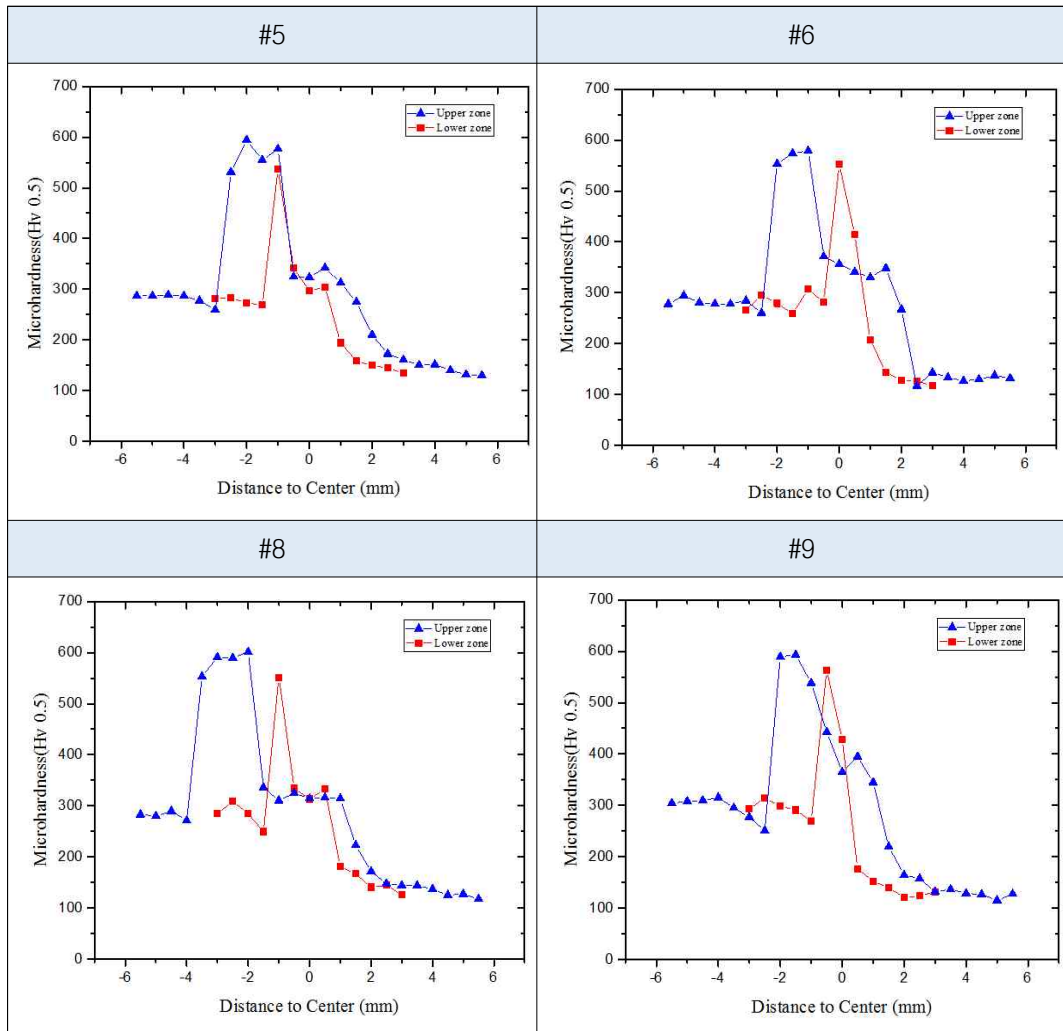 #5
#6
700
600
500
400
300
200
100
0
Microhardness(Hv 0.5)
Upper zone
Lower zone
-6 -4 -2 0 2 4 6
Distance to Center (mm)
700
600
500
400
300
200
100
0
Microhardness(Hv 0.5)
Upper zone
Lower zone
-6 -4 -2 0 2 4 6
Distance to Center (mm)
#8
#9
700
600
500
400
300
200
100
0
Microhardness(Hv 0.5)
Upper zone
Lower zone
-6 -4 -2 0 2 4 6
Distance to Center (mm)
700
600
500
400
300
200
100
0
Microhardness(Hv 0.5)
Upper zone
Lower zone
-6 -4 -2 0 2 4 6
Distance to Center (mm)